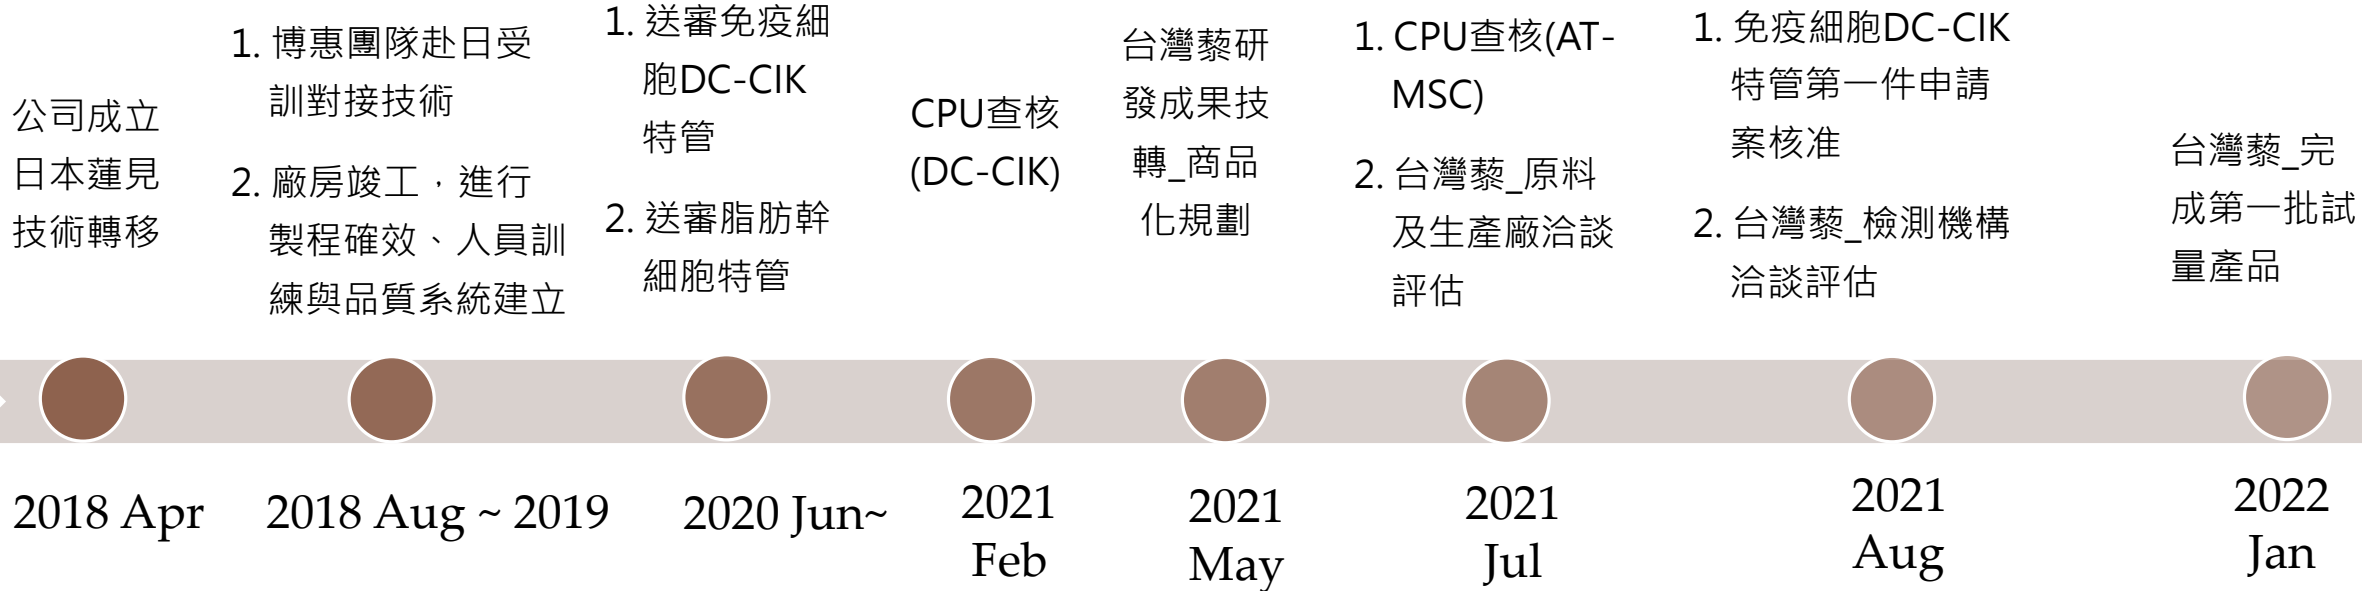 公司成立
日本蓮見
技術轉移
1. 博惠團隊赴日受
訓對接技術
2. 廠房竣工，進行
製程確效、人員訓
練與品質系統建立
1. 送審免疫細
胞DC-CIK
特管
2. 送審脂肪幹
細胞特管
CPU查核
(DC-CIK)
台灣藜研
發成果技
轉_商品
化規劃
1. CPU查核(AT-
MSC)
2. 台灣藜_原料
及生產廠洽談
評估
1. 免疫細胞DC-CIK
特管第一件申請
案核准
2. 台灣藜_檢測機構
洽談評估
台灣藜_完
成第一批試
量產品
2018 Apr
2018 Aug ~ 2019
2020 Jun~
2021
Feb
2021
May
2021
Jul
2021
Aug
2022
Jan